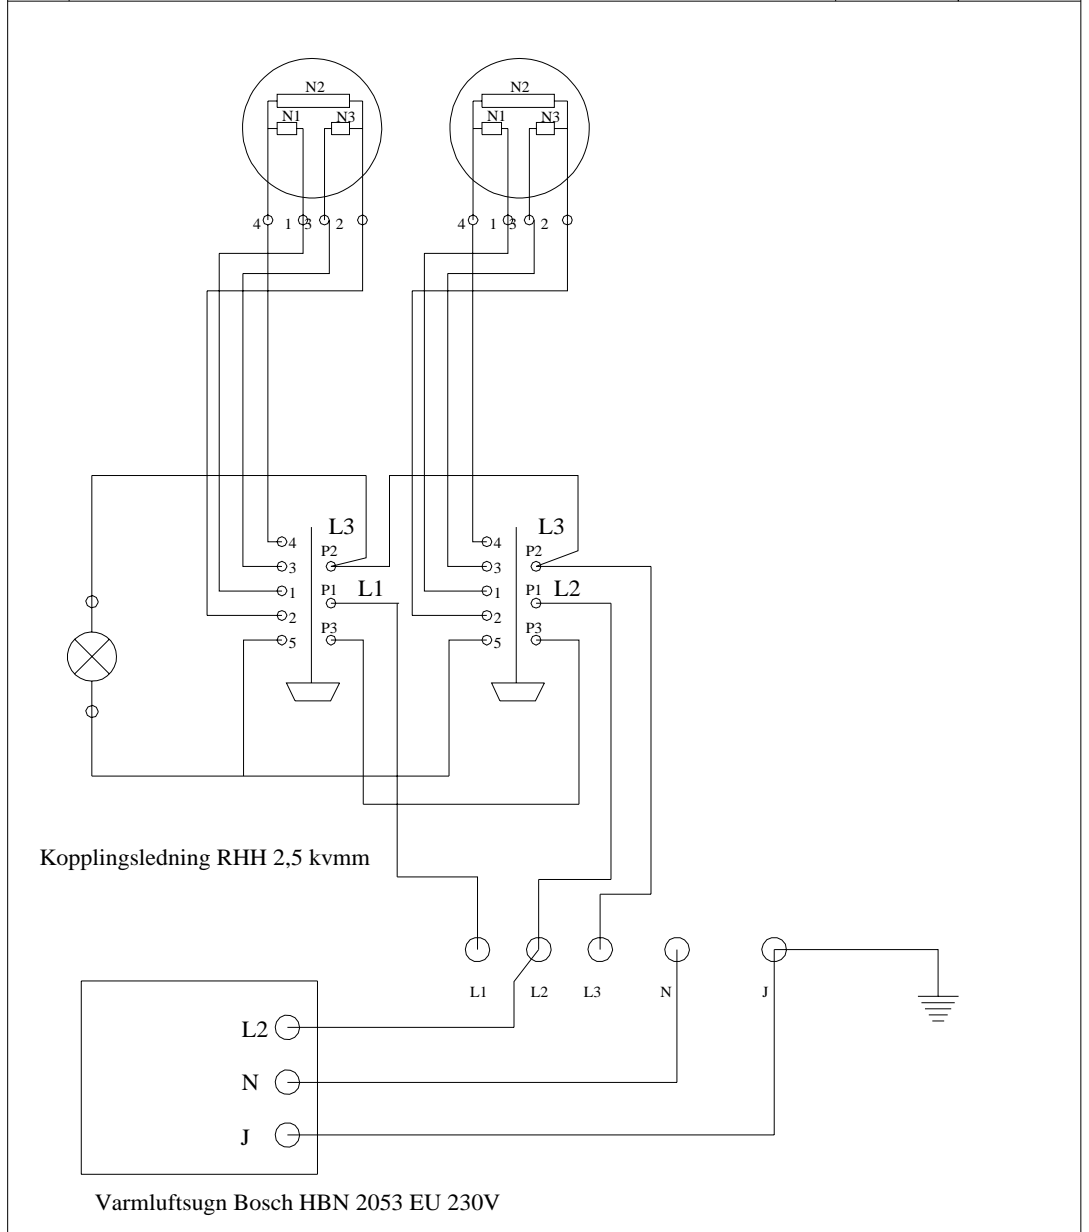 N2 N2
N1 N3 N1 N3
4 1 3 2 4 1 3 2
L3 L3
4 P2 4 P2
3 3
1 P1 L1 1 P1 L2
2 2
5 P3 5 P3
Kopplingsledning RHH 2,5 kvmm
L1 L2 L3 N J
L2
N
J
Varmluftsugn Bosch HBN 2053 EU 230V